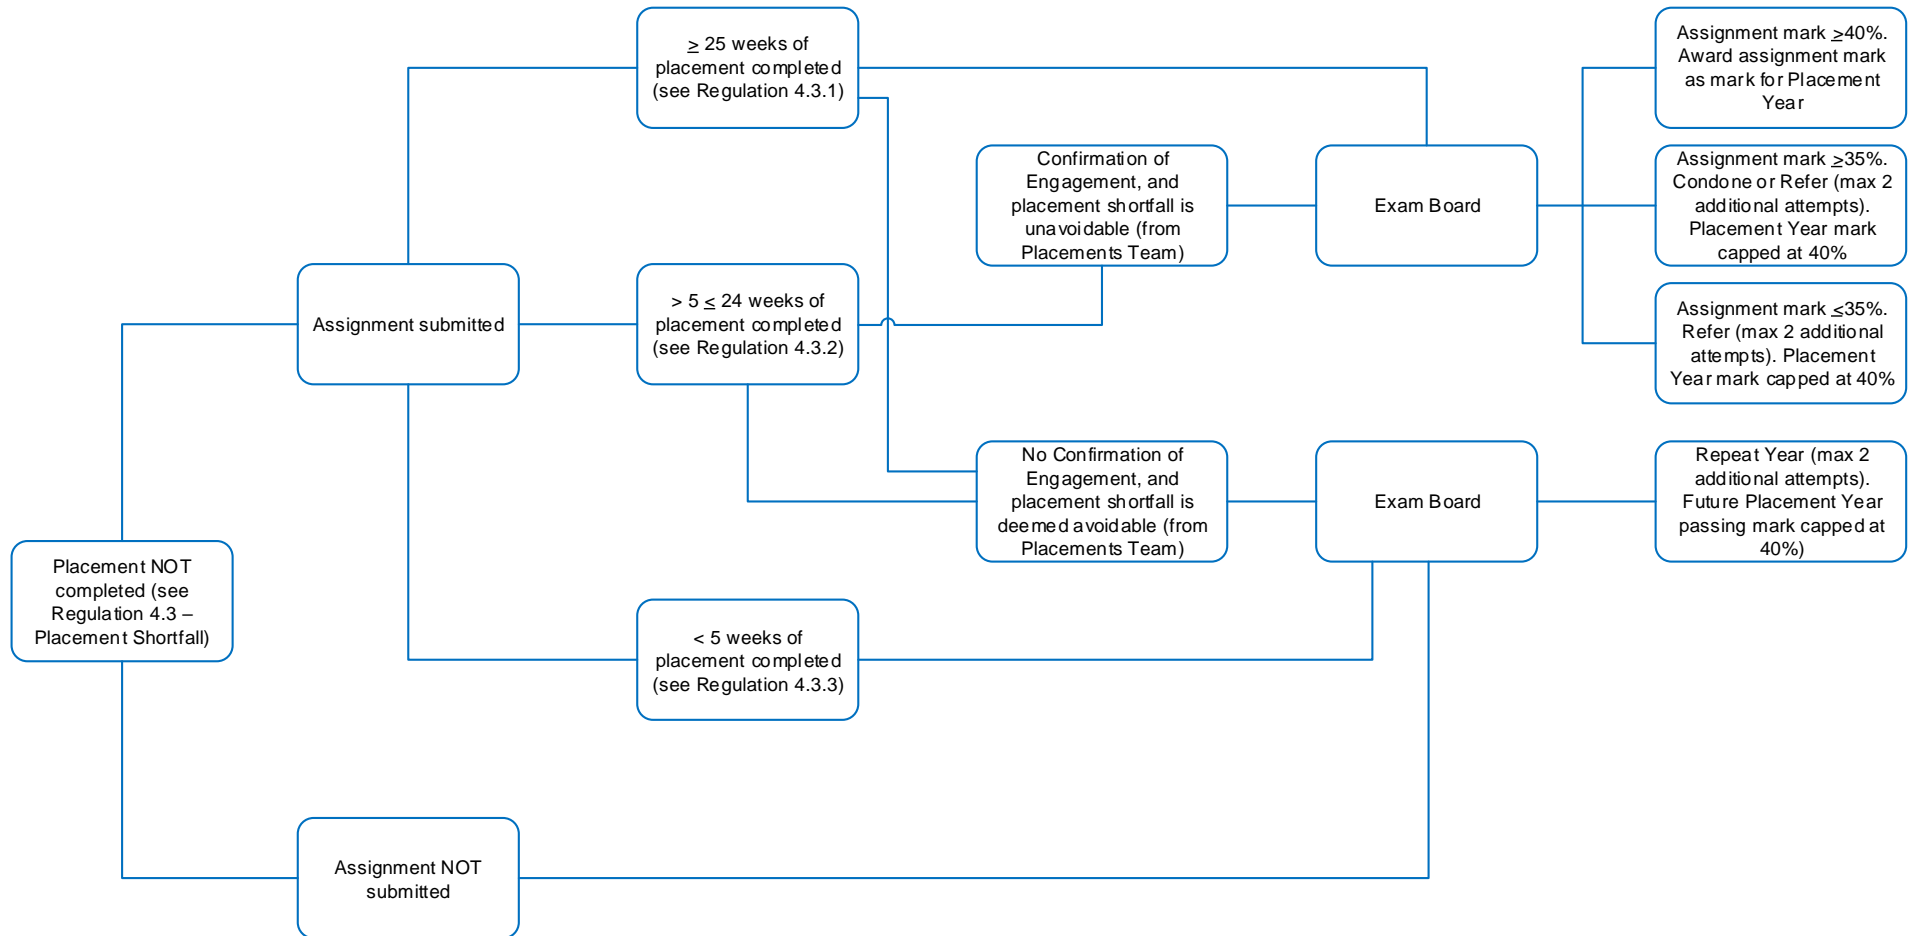 ≥ 25 weeks of
placement completed
(see Regulation 4.3.1)
Assignment mark ≥40%.
Award assignment mark
as mark for Placement
Year
Confirmation of
Engagement, and
placement shortfall is
unavoidable (from
Placements Team)
Exam Board
Assignment mark ≥35%.
Condone or Refer (max 2
additional attempts).
Placement Year mark
capped at 40%
Assignment submitted
> 5 ≤ 24 weeks of
placement completed
(see Regulation 4.3.2)
Assignment mark ≤35%.
Refer (max 2 additional
attempts). Placement
Year mark capped at 40%
No Confirmation of
Engagement, and
placement shortfall is
deemed avoidable (from
Placements Team)
Exam Board
Repeat Year (max 2
additional attempts).
Future Placement Year
passing mark capped at
40%)
Placement NOT
completed (see
Regulation 4.3 –
Placement Shortfall)
< 5 weeks of
placement completed
(see Regulation 4.3.3)
Assignment NOT
submitted